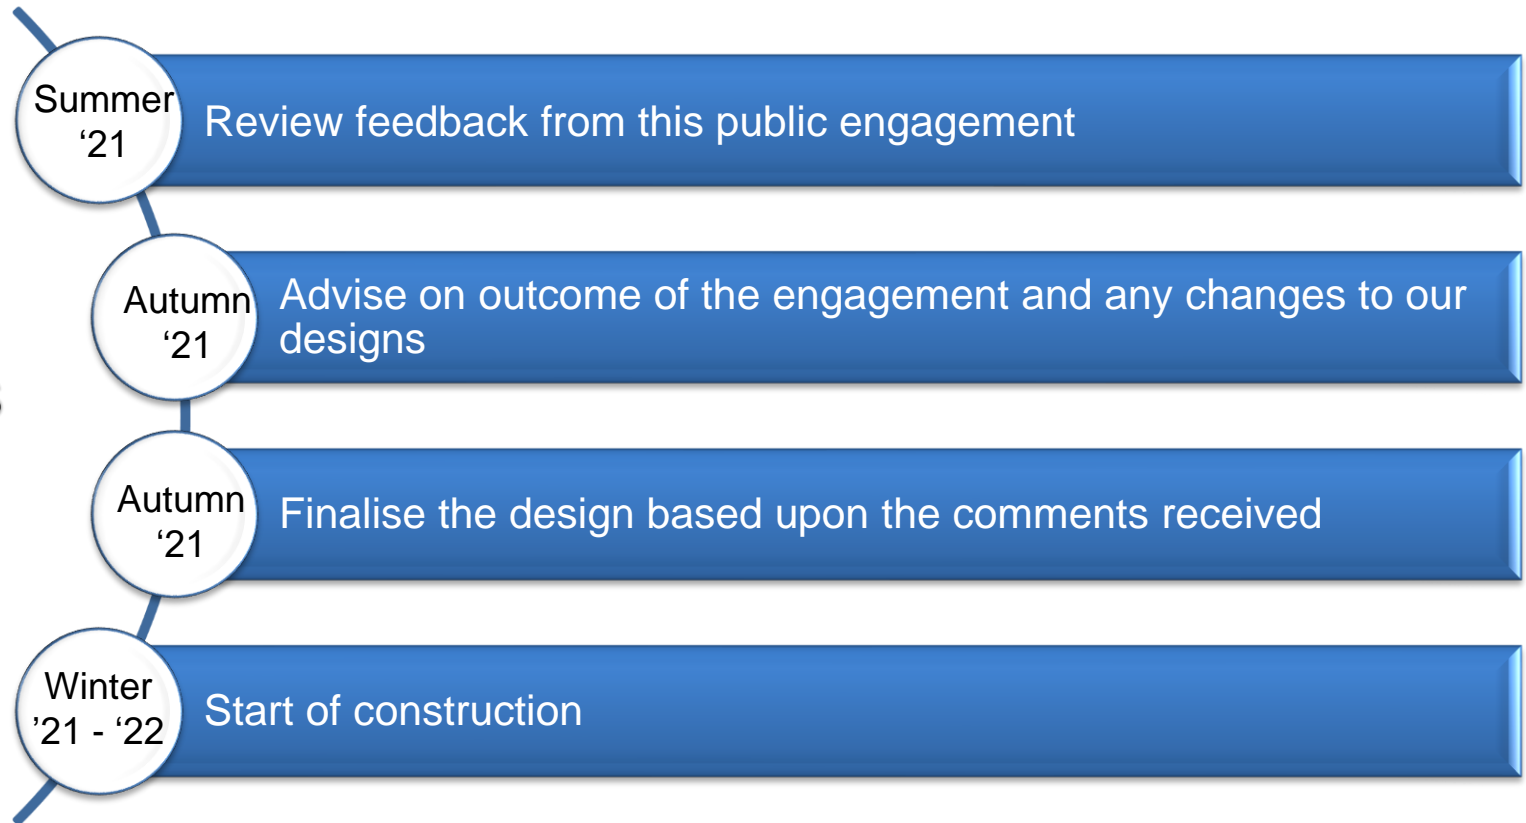 Summer
‘21
Review feedback from this public engagement
Autumn
‘21
Advise on outcome of the engagement and any changes to our
designs
Autumn
‘21
Finalise the design based upon the comments received
Winter
’21 - ‘22
Start of construction